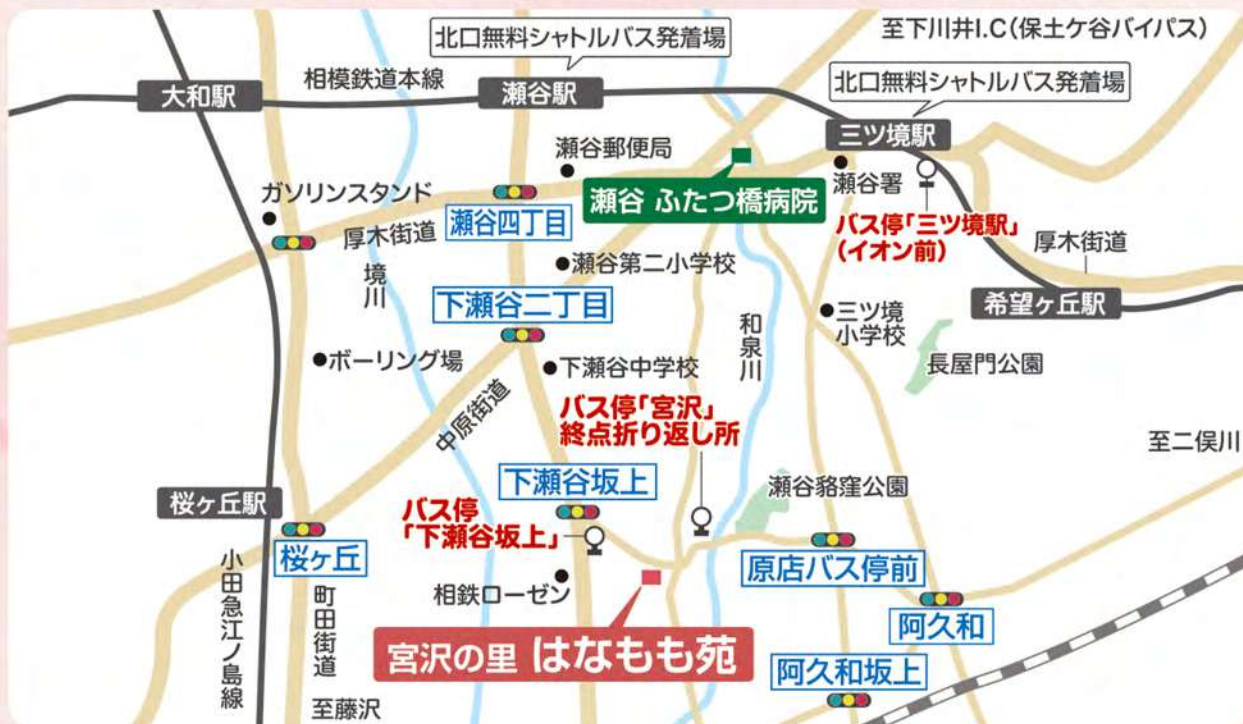 北口無料シャトルバス発着場
至下川井I.C(保土ケ谷バイパス)
相模鉄道本線
大和駅
瀬谷駅
北口無料シャトルバス発着場
三ツ境駅
瀬谷郵便局
瀬谷署
ガソリンスタンド
瀬谷四丁目
瀬谷 ふたつ橋病院
バス停「三ツ境駅」
(イオン前)
厚木街道
厚木街道
境川
瀬谷第二小学校
下瀬谷二丁目
和泉川
三ツ境
小学校
希望ヶ丘駅
ボーリング場
下瀬谷中学校
長屋門公園
中原街道
バス停「宮沢」
終点折り返し所
至二俣川
桜ヶ丘駅
下瀬谷坂上
瀬谷貉窪公園
バス停
「下瀬谷坂上」
桜ヶ丘
原店バス停前
小田急江ノ島線
町田街道
相鉄ローゼン
阿久和
宮沢の里 はなもも苑
阿久和坂上
至藤沢